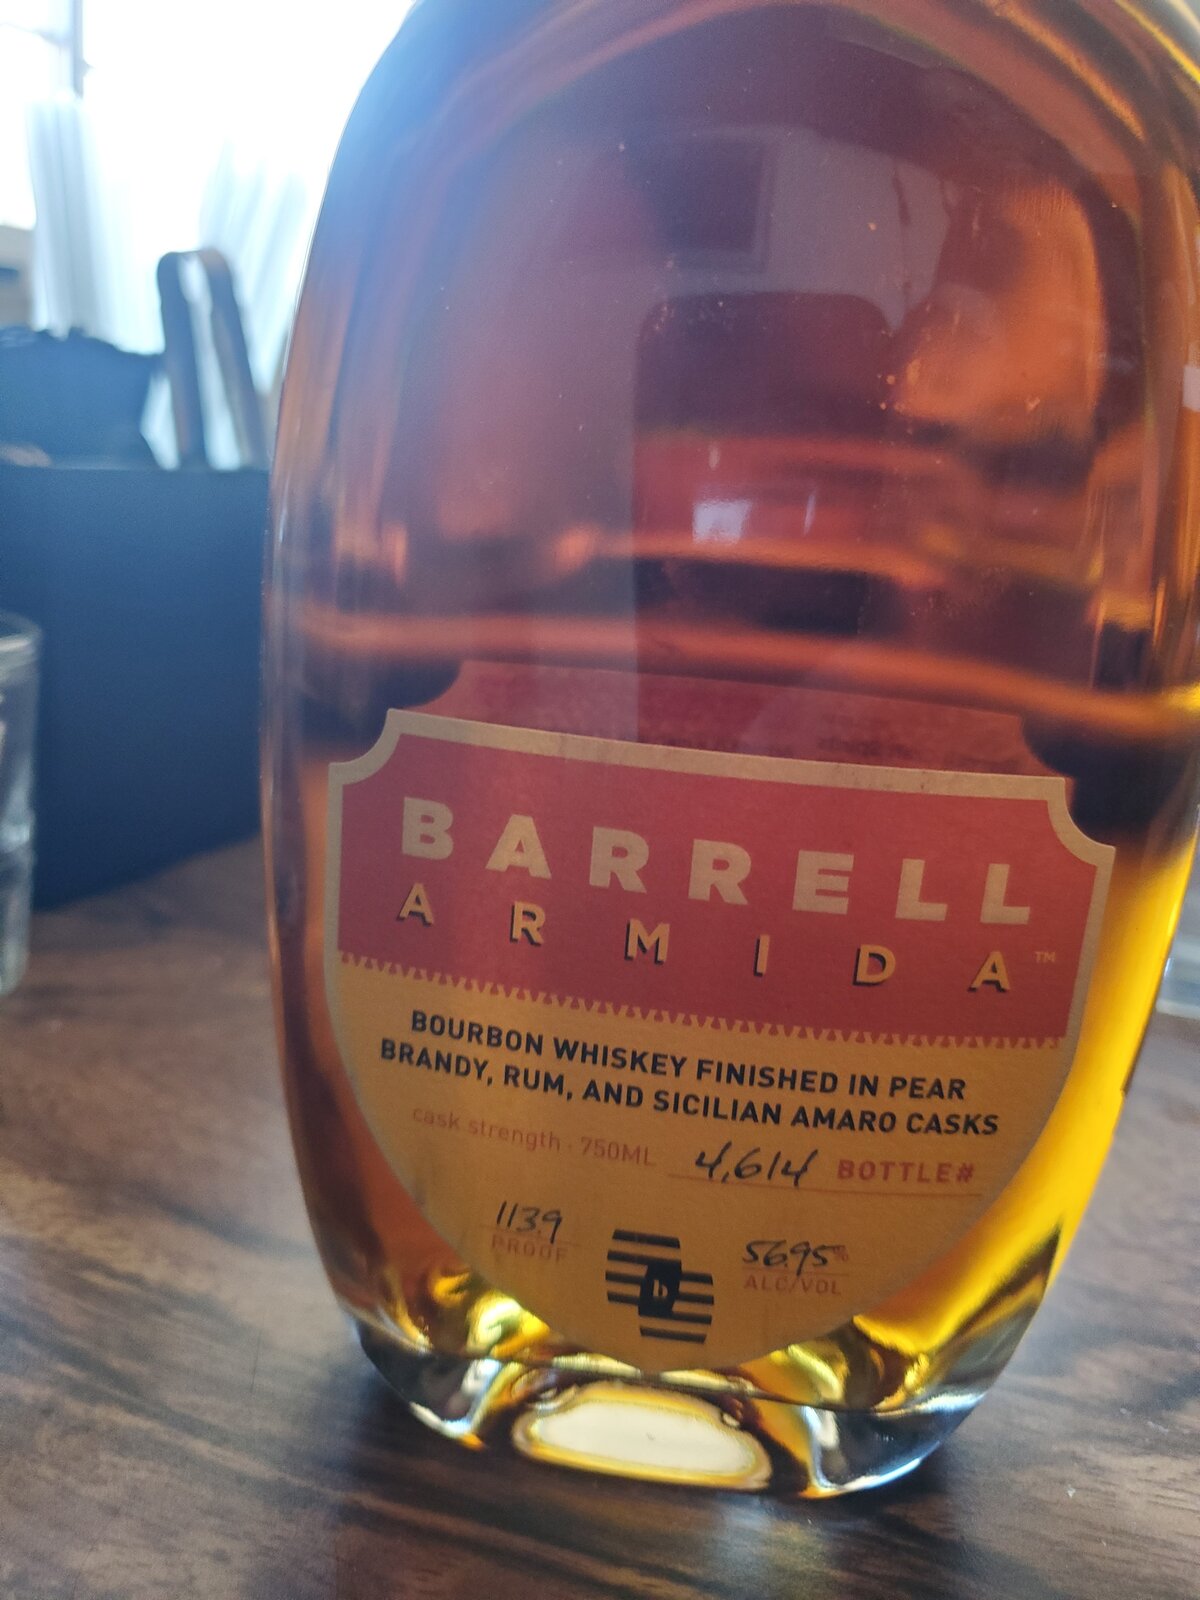 BARRELL
ARMIDA™
BOURBON WHISKEY FINISHED IN PEAR
BRANDY, RUM, AND SICILIAN AMARO CASKS
cask strength · 750ML 4,614 BOTTLE#
113.9 56.95%
PROOF ALC/VOL
b